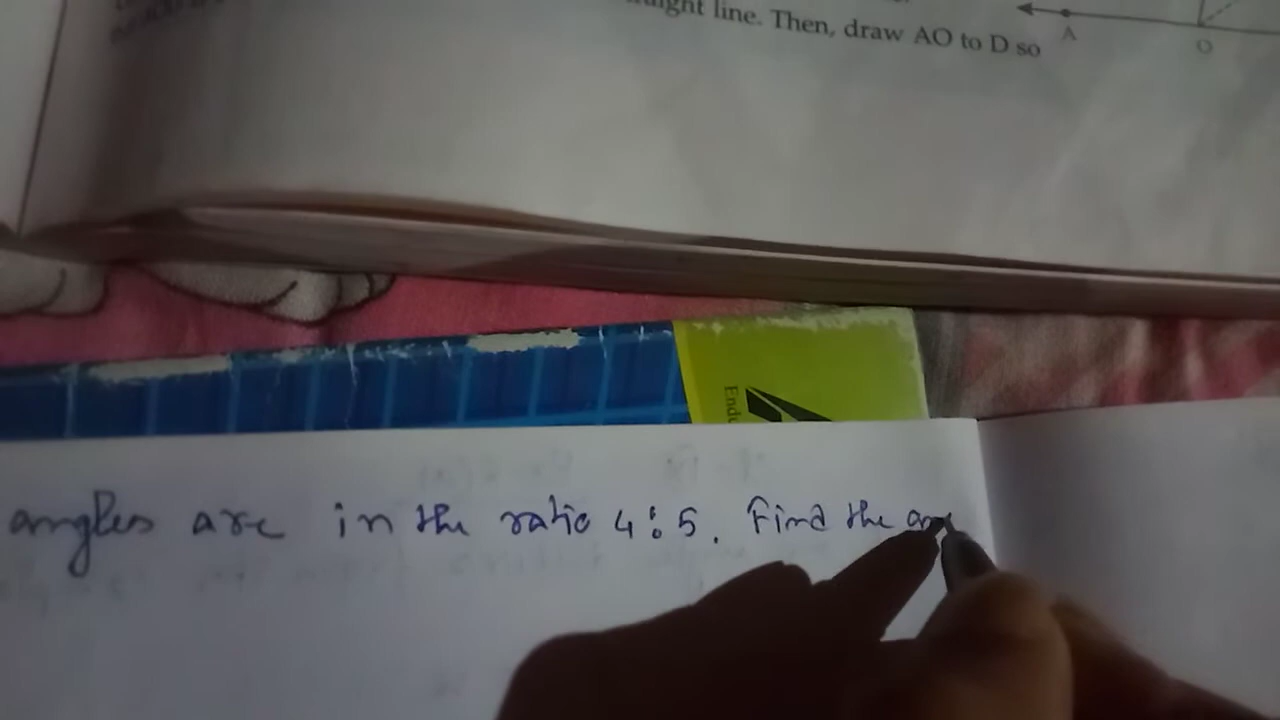 line. Then, draw AO to D so
A
O
angles are in the ratio 4:5. Find the